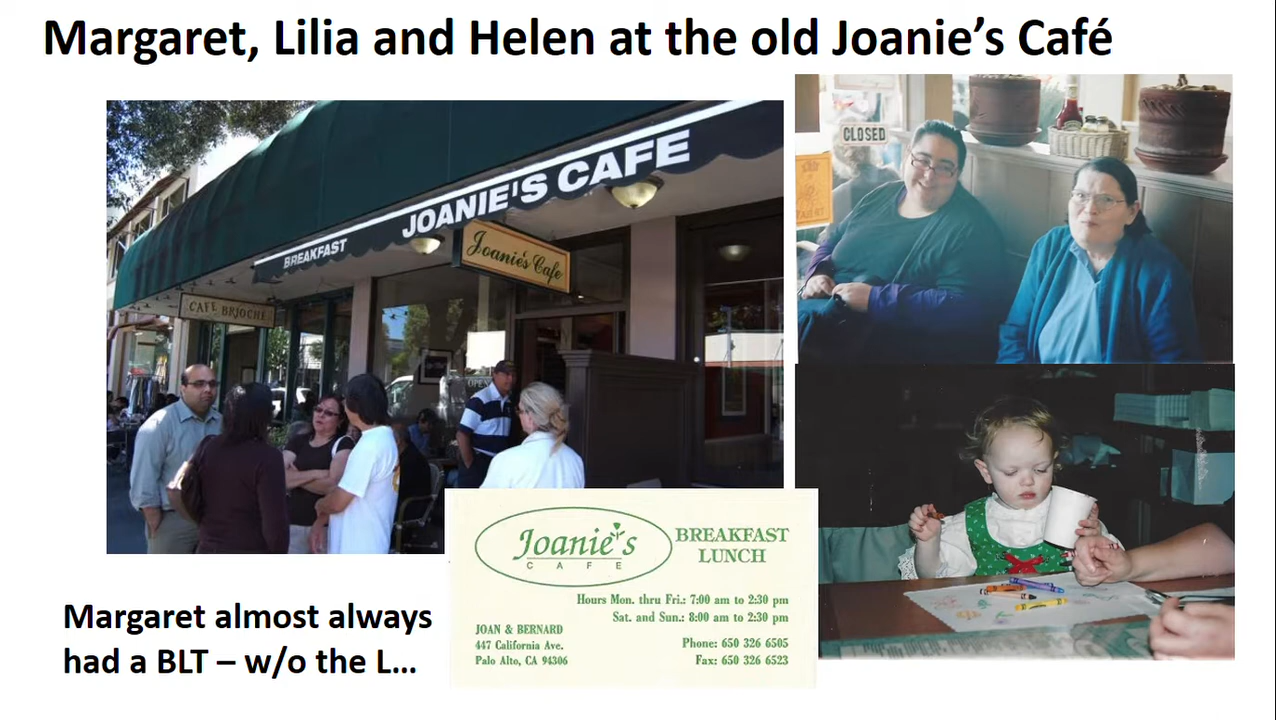 Margaret, Lilia and Helen at the old Joanie's Café
JOANIE'S CAFE
BREAKFAST
Joanie's Cafe
CAFE BRIOCHE
OPEN
CLOSED
Joanie's
CAFE
BREAKFAST
LUNCH
Hours Mon. thru Fri.: 7:00 am to 2:30 pm
Sat. and Sun.: 8:00 am to 2:30 pm
JOAN & BERNARD
447 California Ave.
Palo Alto, CA 94306
Phone: 650 326 6505
Fax: 650 326 6523
Margaret almost always
had a BLT – w/o the L...